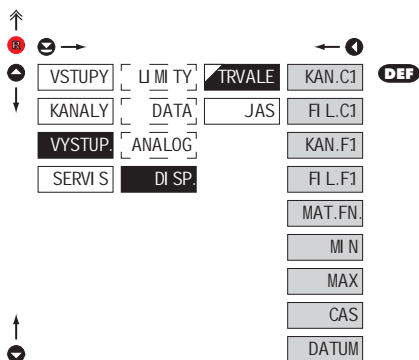 R
VSTUPY LIMITY TRVALE KAN.C1 DEF
KANALY DATA JAS FIL.C1
VYSTUP. ANALOG KAN.F1
SERVIS DISP. FIL.F1
MAT.FN.
MIN
MAX
CAS
DATUM